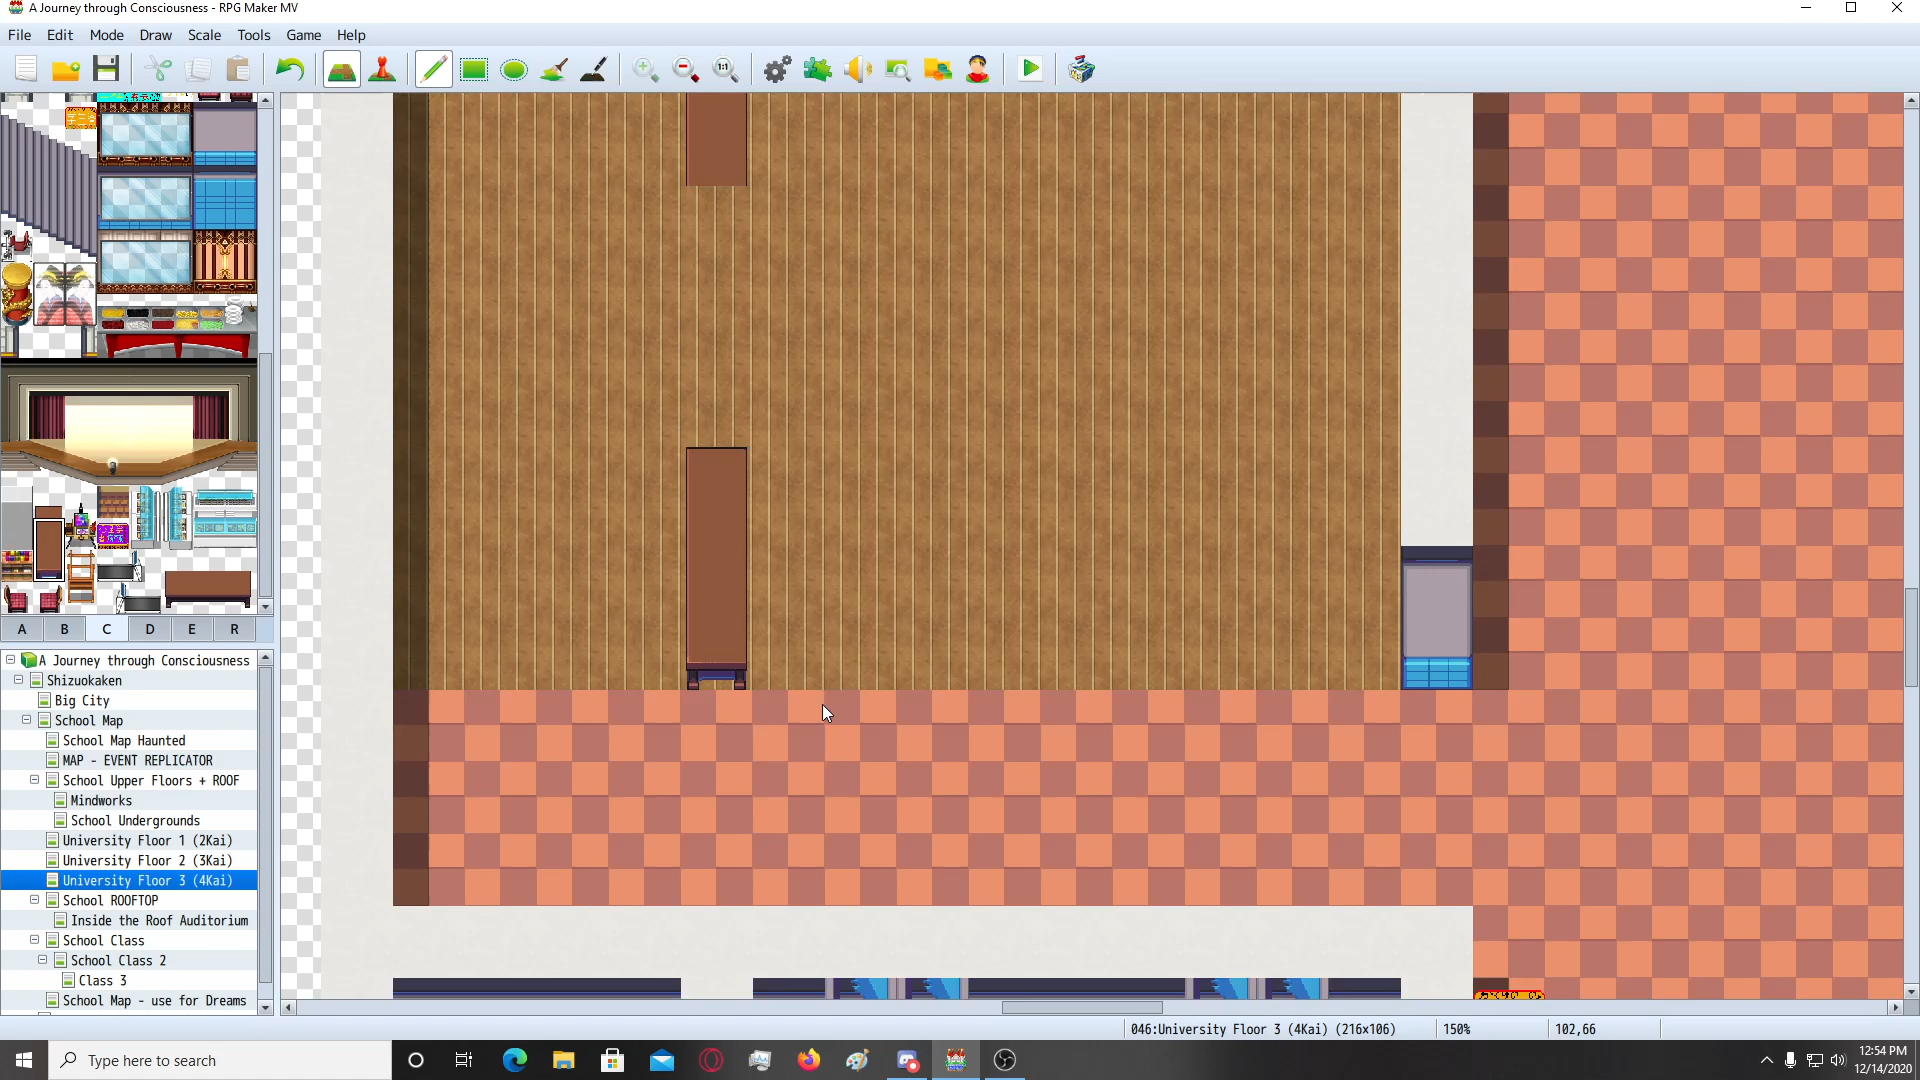 A Journey through Consciousness - RPG Maker MV
File Edit Mode Draw Scale Tools Game Help
1:1
A B C D E R
A Journey through Consciousness
Shizuokaken
Big City
School Map
School Map Haunted
MAP - EVENT REPLICATOR
School Upper Floors + ROOF
Mindworks
School Undergrounds
University Floor 1 (2Kai)
University Floor 2 (3Kai)
University Floor 3 (4Kai)
School ROOFTOP
Inside the Roof Auditorium
School Class
School Class 2
Class 3
School Map - use for Dreams
046:University Floor 3 (4Kai) (216x106) 150% 102,66
Type here to search
12:54 PM
12/14/2020